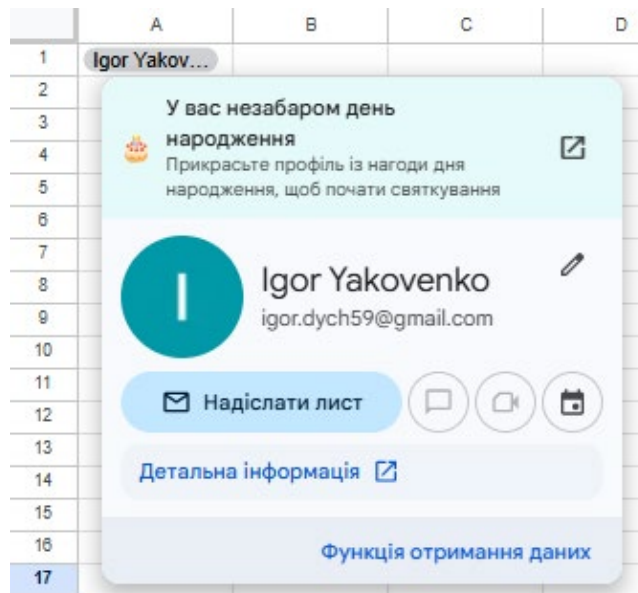 A B C D
1 Igor Yakov...
2
3
4
5
6
7
8
9
10
11
12
13
14
15
16
17
У вас незабаром день
народження
Прикрасьте профіль із нагоди дня
народження, щоб почати святкування
I
Igor Yakovenko
igor.dych59@gmail.com
Надіслати лист
Детальна інформація
Функція отримання даних